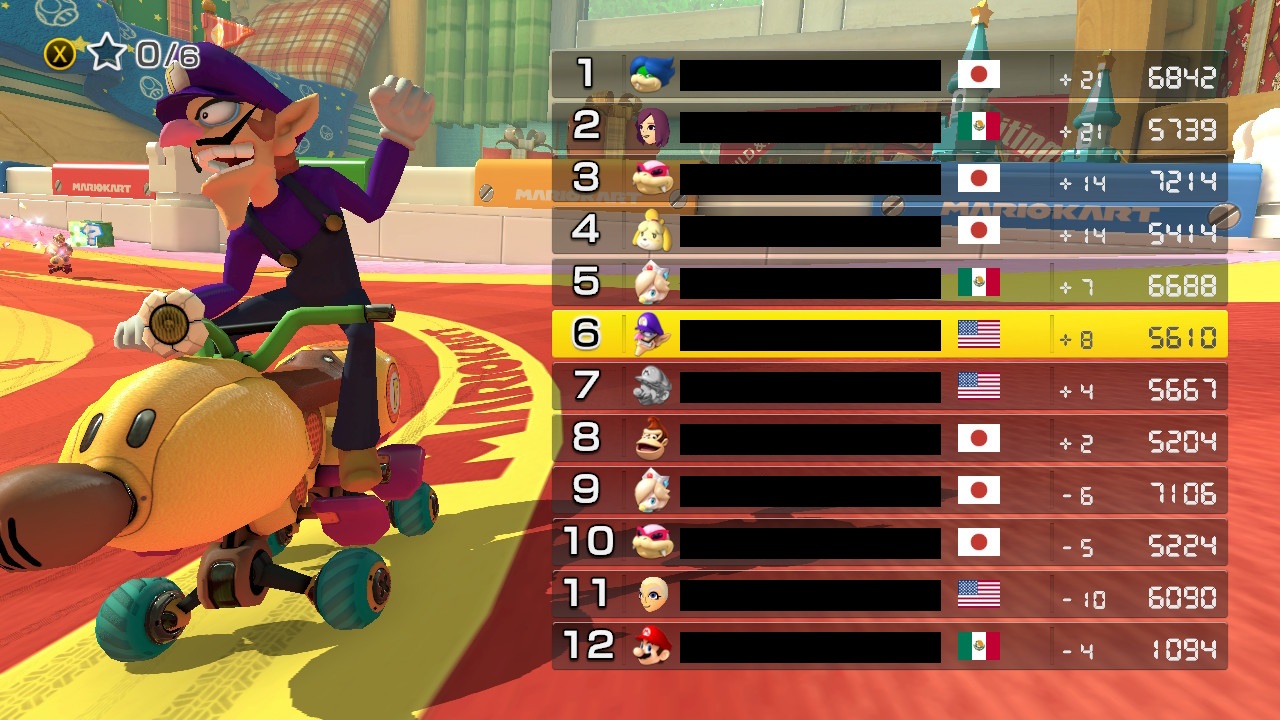 X 0/6
1 + 21 6842
2 + 21 5739
3 + 14 7214
4 + 14 5414
5 + 7 6688
6 + 8 5610
7 + 4 5667
8 + 2 5204
9 - 6 7106
10 - 5 5224
11 - 10 6090
12 - 4 1094
MARIOKART
MARIOKART
MARIOKART
MARIOKART
?